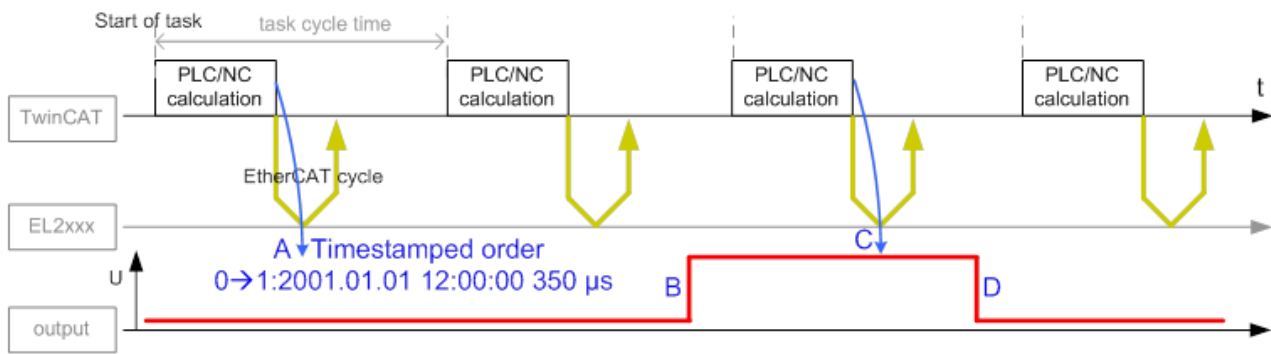 Start of task
task cycle time
PLC/NC
calculation
PLC/NC
calculation
PLC/NC
calculation
PLC/NC
calculation
t
TwinCAT
EtherCAT cycle
EL2xxx
A Timestamped order
0→1:2001.01.01 12:00:00 350 µs
C
U
B
D
output